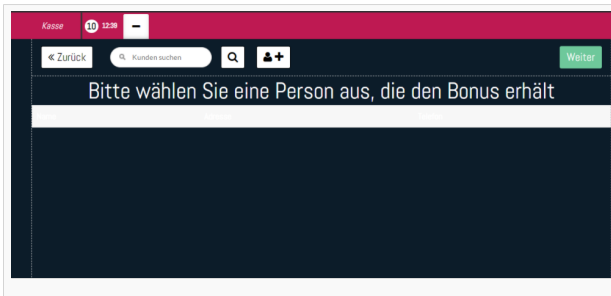 Kasse 10 12:39
« Zurück Kunden suchen Weiter
Bitte wählen Sie eine Person aus, die den Bonus erhält